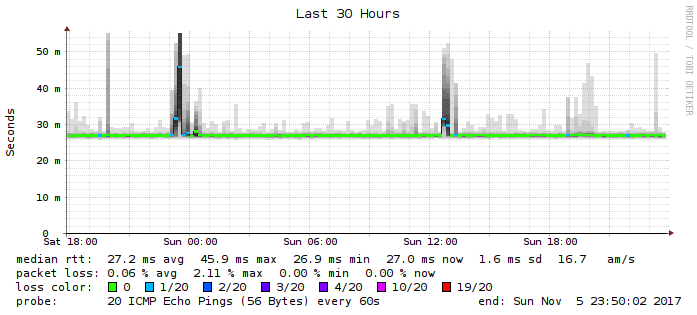 Last 30 Hours
RRDTOOL / TOBI OETIKER
Seconds
50 m
40 m
30 m
20 m
10 m
0
Sat 18:00 Sun 00:00 Sun 06:00 Sun 12:00 Sun 18:00
median rtt: 27.2 ms avg 45.9 ms max 26.9 ms min 27.0 ms now 1.6 ms sd 16.7 am/s
packet loss: 0.06 % avg 2.11 % max 0.00 % min 0.00 % now
loss color: 0 1/20 2/20 3/20 4/20 10/20 19/20
probe: 20 ICMP Echo Pings (56 Bytes) every 60s end: Sun Nov 5 23:50:02 2017